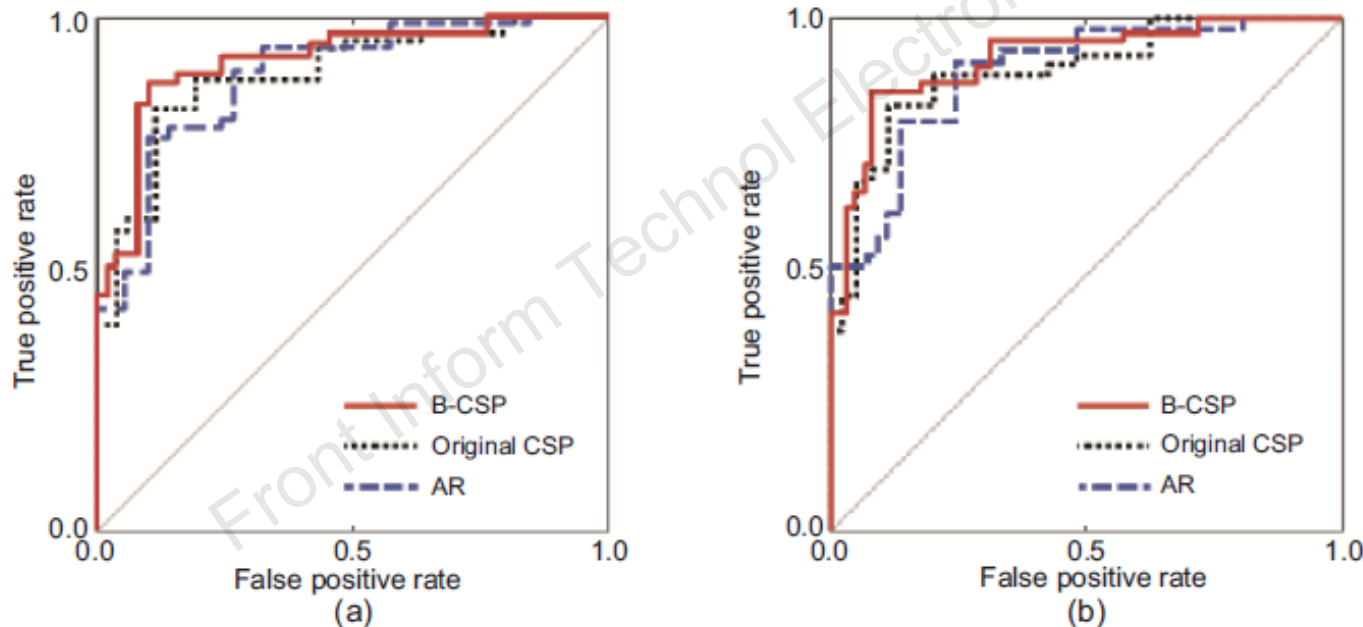 1.0
0.5
0.0
True positive rate
B-CSP
Original CSP
AR
0.0
0.5
1.0
False positive rate
(a)
1.0
0.5
0.0
True positive rate
B-CSP
Original CSP
AR
0.0
0.5
1.0
False positive rate
(b)
Front Inform Technol Electro